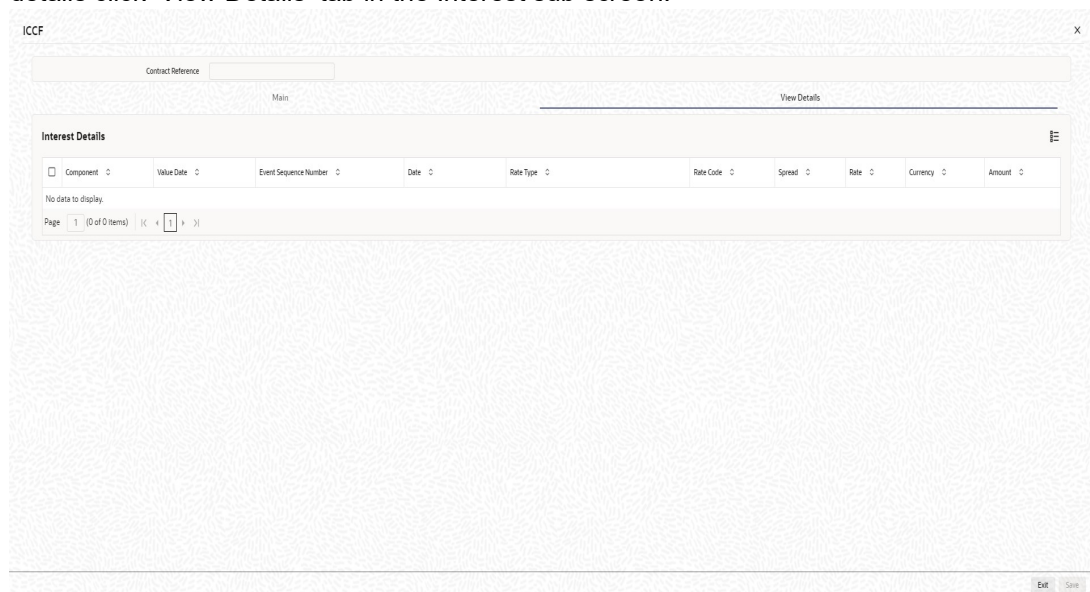 details click 'View Details' tab in the Interest sub-screen.
ICCF X
Contract Reference
Main View Details
Interest Details
Component Value Date Event Sequence Number Date Rate Type Rate Code Spread Rate Currency Amount
No data to display.
Page 1 (0 of 0 items) 1
Exit Save